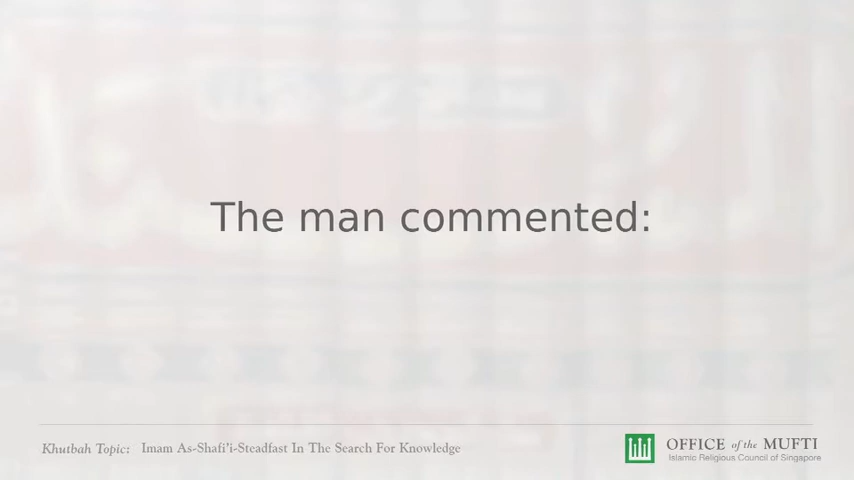 The man commented:
Khutbah Topic: Imam As-Shafi'i-Steadfast In The Search For Knowledge
OFFICE of the MUFTI
Islamic Religious Council of Singapore